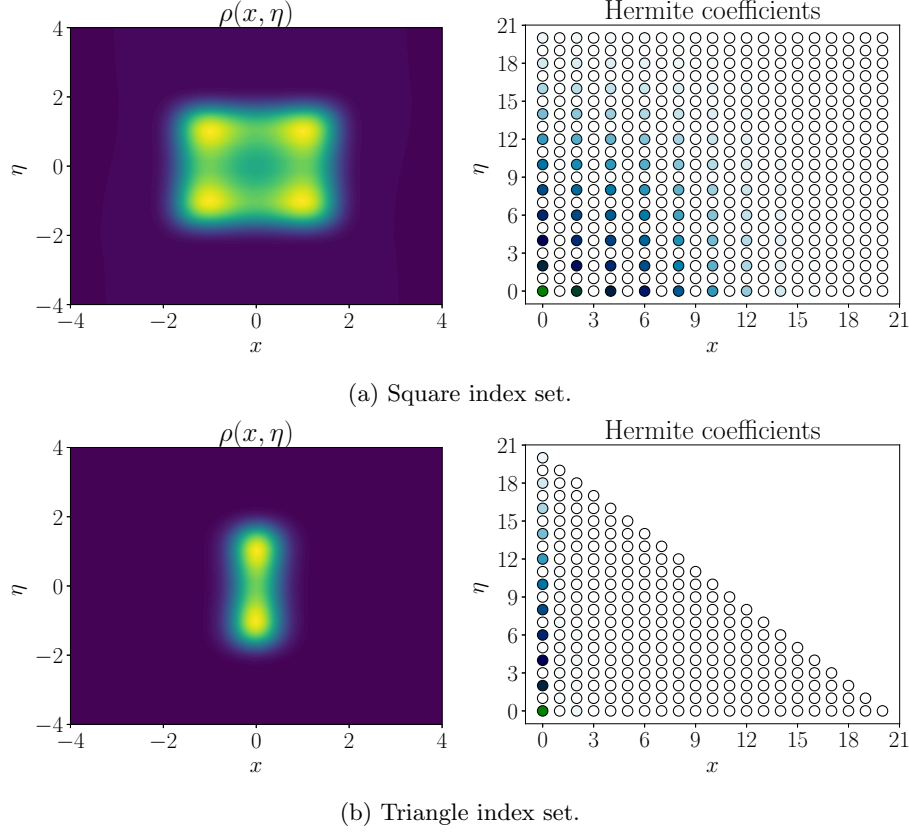 ρ(x, η)
4
2
0
−2
−4
η
−4 −2 0 2 4
x
Hermite coefficients
21
18
15
12
9
6
3
0
η
0 3 6 9 12 15 18 21
x
(a) Square index set.
ρ(x, η)
4
2
0
−2
−4
η
−4 −2 0 2 4
x
Hermite coefficients
21
18
15
12
9
6
3
0
η
0 3 6 9 12 15 18 21
x
(b) Triangle index set.